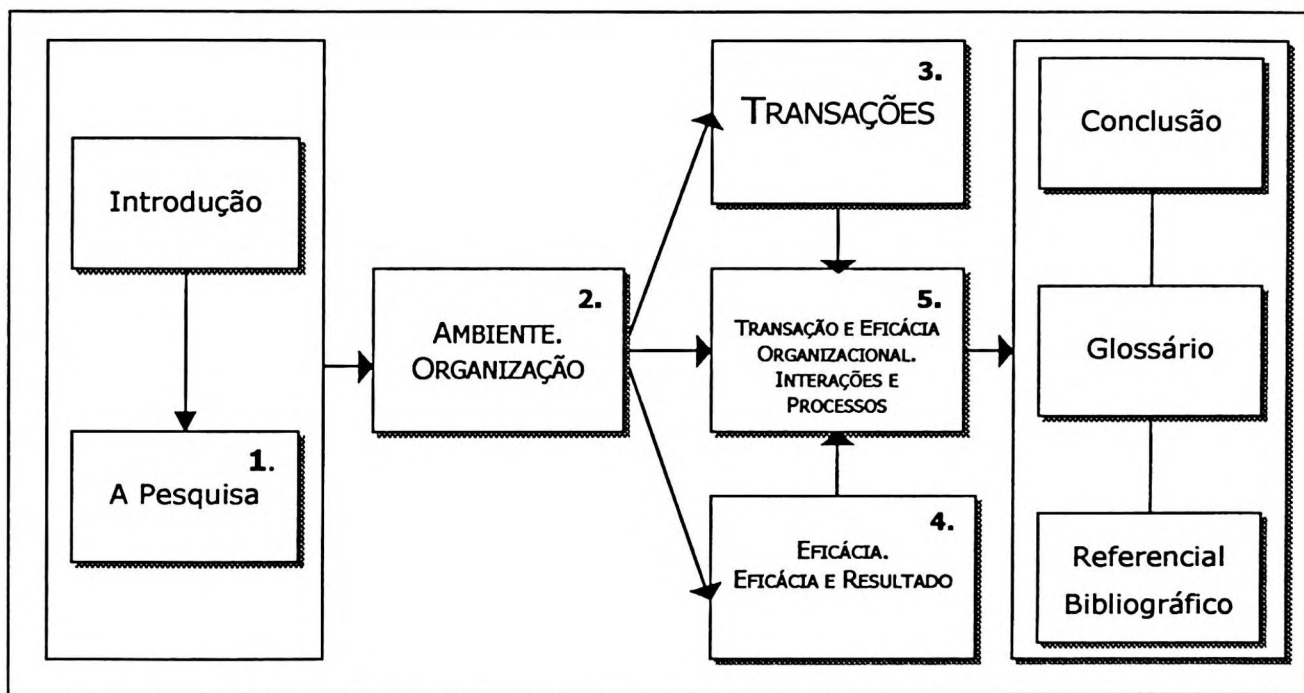 Introdução
1.
A Pesquisa
2.
AMBIENTE.
ORGANIZAÇÃO
3.
TRANSAÇÕES
5.
TRANSAÇÃO E EFICÁCIA
ORGANIZACIONAL.
INTERAÇÕES E
PROCESSOS
4.
EFICÁCIA.
EFICÁCIA E RESULTADO
Conclusão
Glossário
Referencial
Bibliográfico